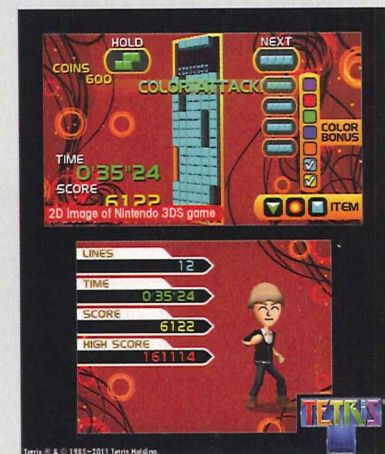 HOLD
NEXT
COINS
600
COLOR ATTACK!
COLOR
BONUS
TIME
0'35"24
SCORE
6122
2D image of Nintendo 3DS game
ITEM
LINES
12
TIME
0'35"24
SCORE
6122
HIGH SCORE
161114
TETRIS
Tetris ® & © 1985~2011 Tetris Holding.